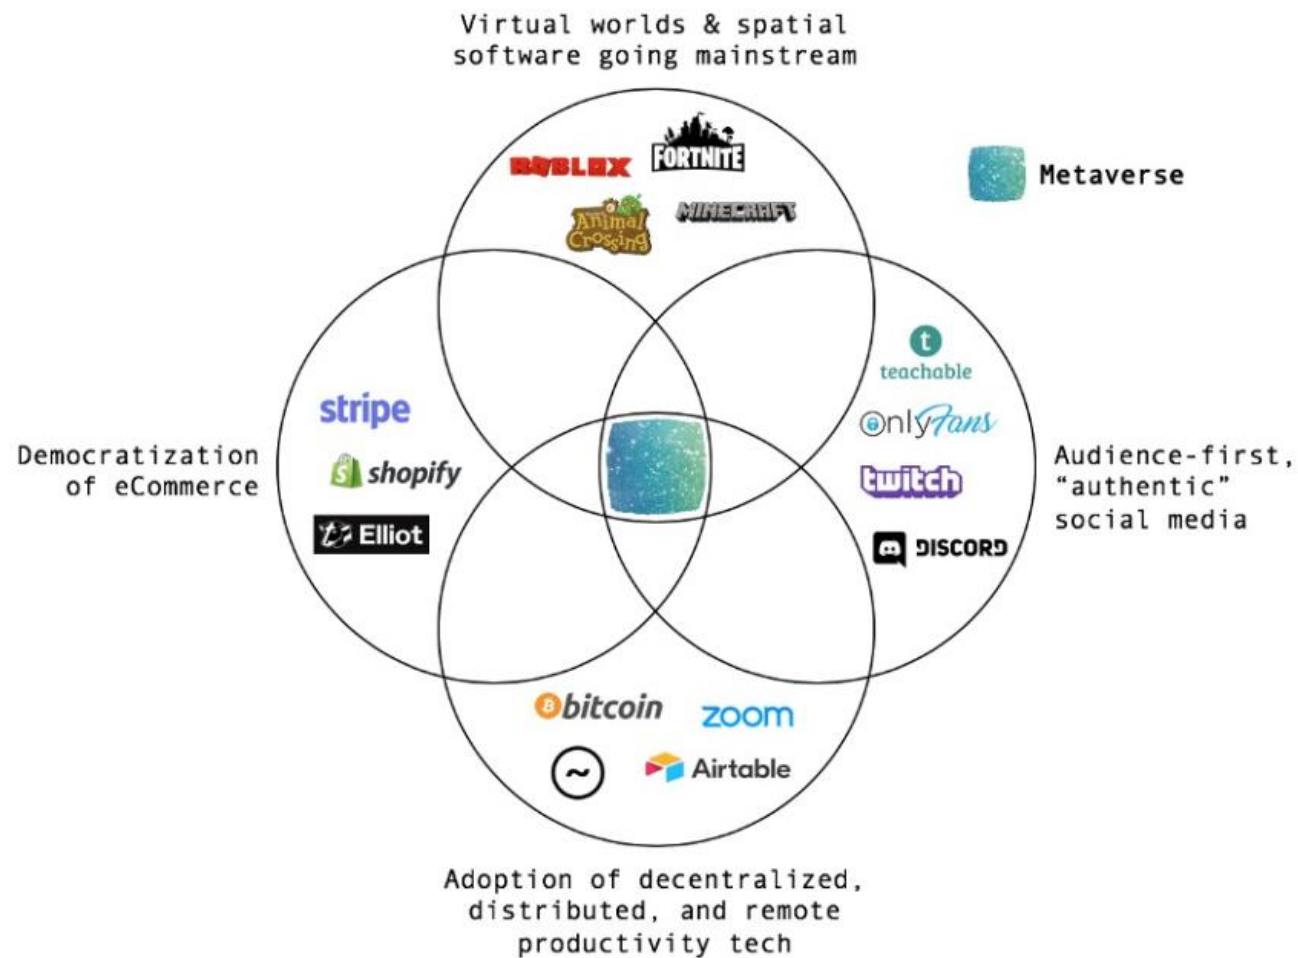 Virtual worlds & spatial
software going mainstream
ROBLOX
FORTNITE
Animal
Crossing
MINECRAFT
Metaverse
t
teachable
OnlyFans
twitch
DISCORD
stripe
S shopify
Elliot
Democratization
of eCommerce
Audience-first,
“authentic”
social media
bitcoin
zoom
~
Airtable
Adoption of decentralized,
distributed, and remote
productivity tech